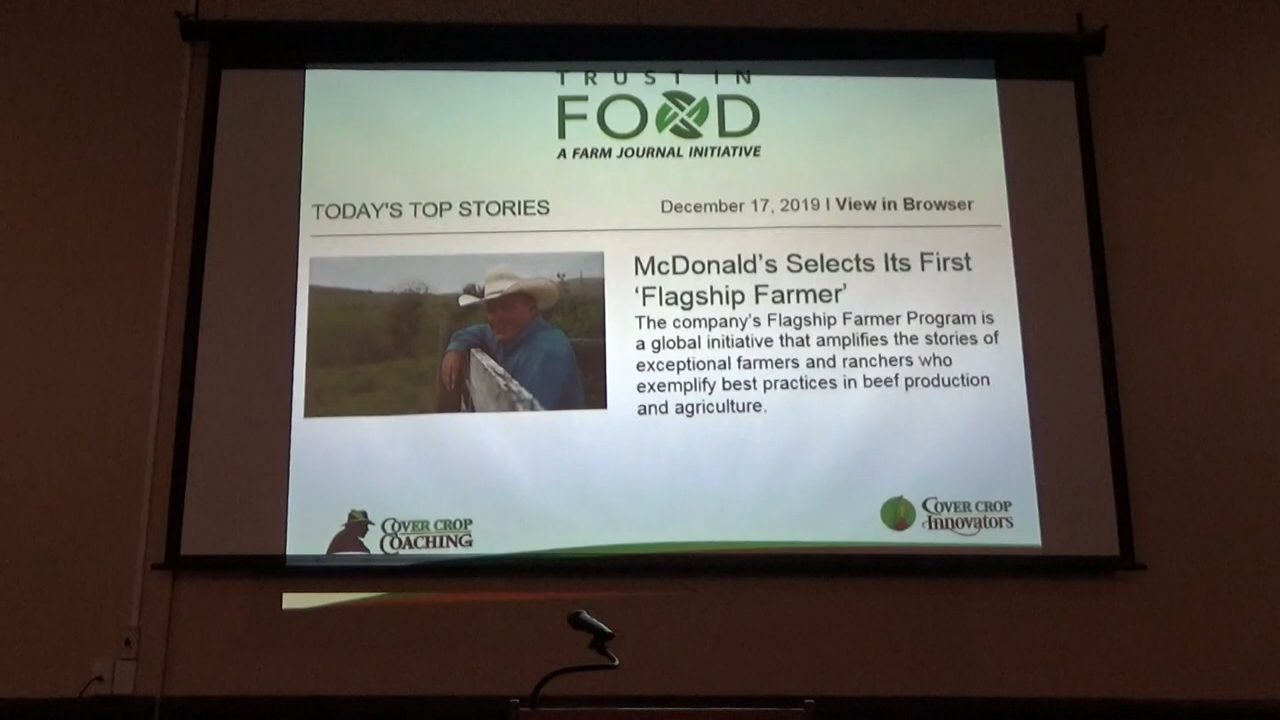 TRUST IN
FOOD
A FARM JOURNAL INITIATIVE
TODAY'S TOP STORIES
December 17, 2019 I View in Browser
McDonald's Selects Its First
‘Flagship Farmer’
The company's Flagship Farmer Program is
a global initiative that amplifies the stories of
exceptional farmers and ranchers who
exemplify best practices in beef production
and agriculture.
COVER CROP
COACHING
COVER CROP
Innovators